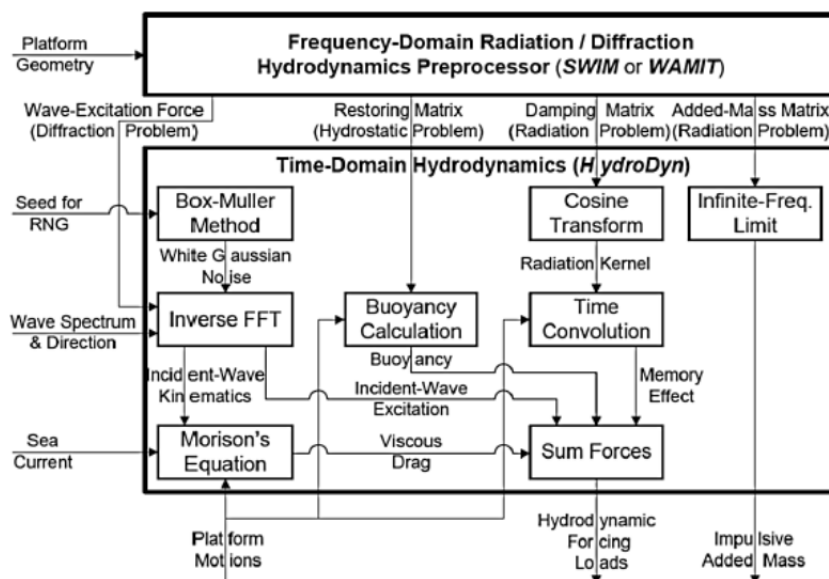 Platform
Geometry
Frequency-Domain Radiation / Diffraction
Hydrodynamics Preprocessor (SWIM or WAMIT)
Wave-Excitation Force
(Diffraction Problem)
Restoring Matrix
(Hydrostatic Problem)
Damping Matrix
(Radiation Problem)
Added-Mass Matrix
(Radiation Problem)
Time-Domain Hydrodynamics (HydroDyn)
Seed for
RNG
Box-Muller
Method
Cosine
Transform
Infinite-Freq.
Limit
White Gaussian
Noise
Radiation Kernel
Wave Spectrum
& Direction
Inverse FFT
Buoyancy
Calculation
Time
Convolution
Buoyancy
Incident-Wave
Kinematics
Incident-Wave
Excitation
Memory
Effect
Sea
Current
Morison's
Equation
Viscous
Drag
Sum Forces
Platform
Motions
Hydrodynamic
Forcing
Loads
Impulsive
Added Mass